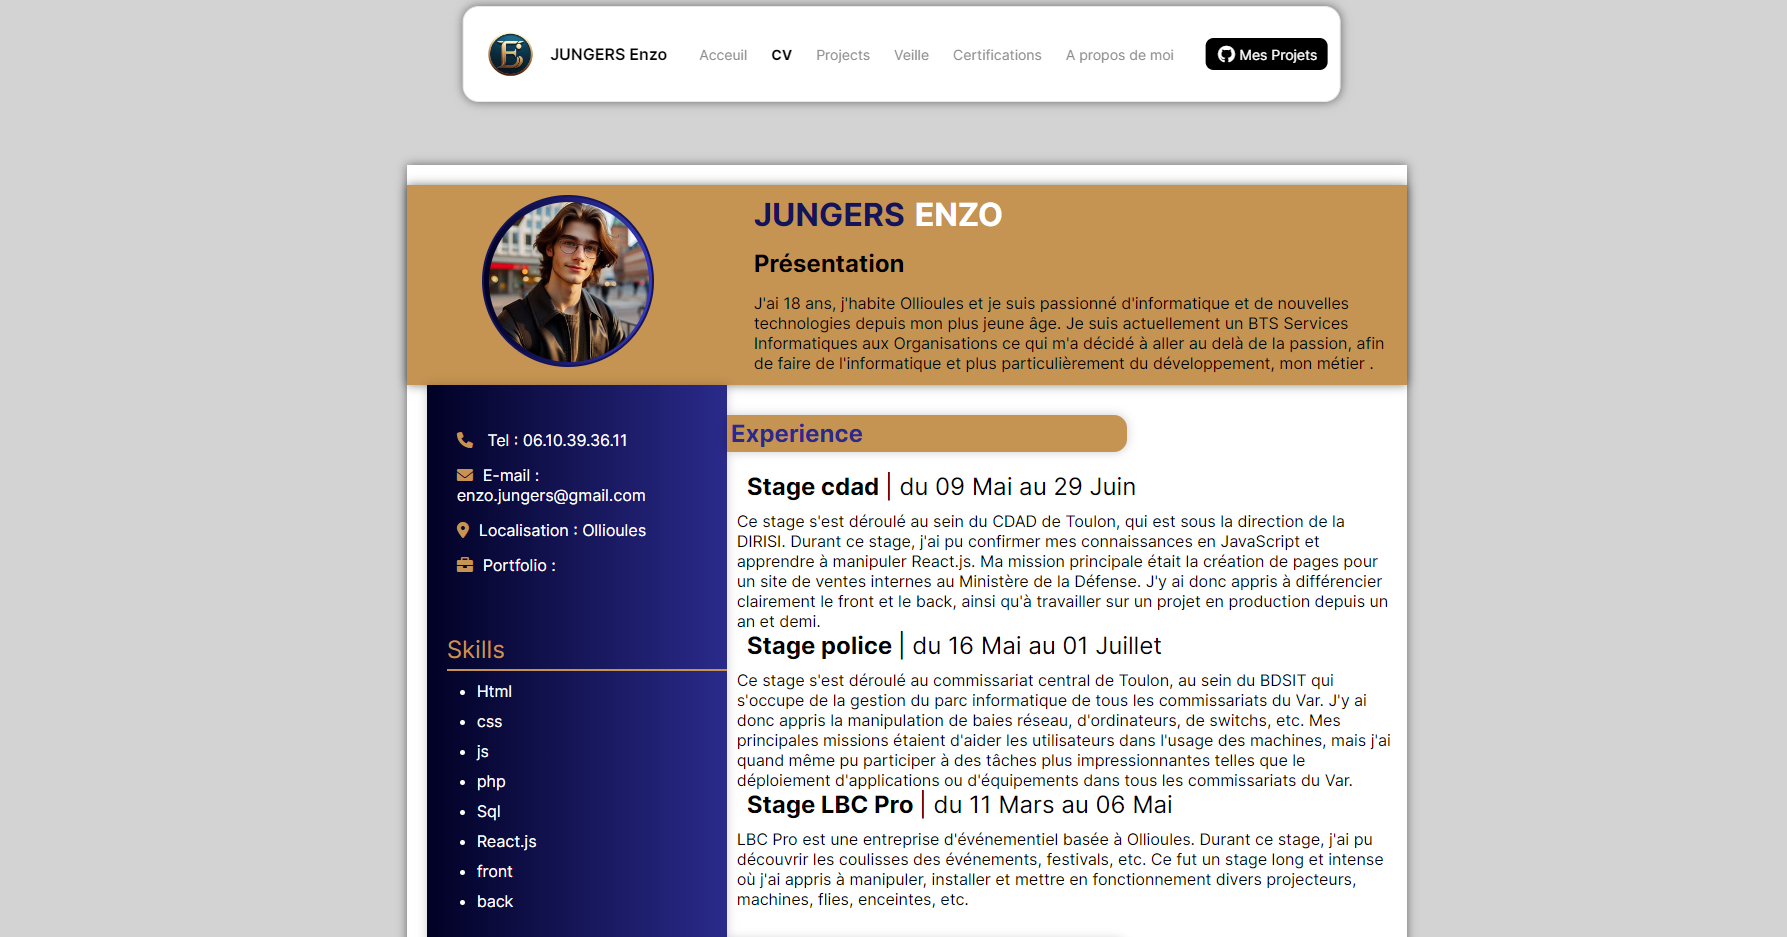 JUNGERS Enzo
Acceuil
CV
Projects
Veille
Certifications
A propos de moi
Mes Projets
JUNGERS ENZO
Présentation
J'ai 18 ans, j'habite Ollioules et je suis passionné d'informatique et de nouvelles
technologies depuis mon plus jeune âge. Je suis actuellement un BTS Services
Informatiques aux Organisations ce qui m'a décidé à aller au delà de la passion, afin
de faire de l'informatique et plus particulièrement du développement, mon métier .
Tel : 06.10.39.36.11
E-mail :
enzo.jungers@gmail.com
Localisation : Ollioules
Portfolio :
Skills
Html
css
js
php
Sql
React.js
front
back
Experience
Stage cdad | du 09 Mai au 29 Juin
Ce stage s'est déroulé au sein du CDAD de Toulon, qui est sous la direction de la
DIRISI. Durant ce stage, j'ai pu confirmer mes connaissances en JavaScript et
apprendre à manipuler React.js. Ma mission principale était la création de pages pour
un site de ventes internes au Ministère de la Défense. J'y ai donc appris à différencier
clairement le front et le back, ainsi qu'à travailler sur un projet en production depuis un
an et demi.
Stage police | du 16 Mai au 01 Juillet
Ce stage s'est déroulé au commissariat central de Toulon, au sein du BDSIT qui
s'occupe de la gestion du parc informatique de tous les commissariats du Var. J'y ai
donc appris la manipulation de baies réseau, d'ordinateurs, de switchs, etc. Mes
principales missions étaient d'aider les utilisateurs dans l'usage des machines, mais j'ai
quand même pu participer à des tâches plus impressionnantes telles que le
déploiement d'applications ou d'équipements dans tous les commissariats du Var.
Stage LBC Pro | du 11 Mars au 06 Mai
LBC Pro est une entreprise d'événementiel basée à Ollioules. Durant ce stage, j'ai pu
découvrir les coulisses des événements, festivals, etc. Ce fut un stage long et intense
où j'ai appris à manipuler, installer et mettre en fonctionnement divers projecteurs,
machines, flies, enceintes, etc.